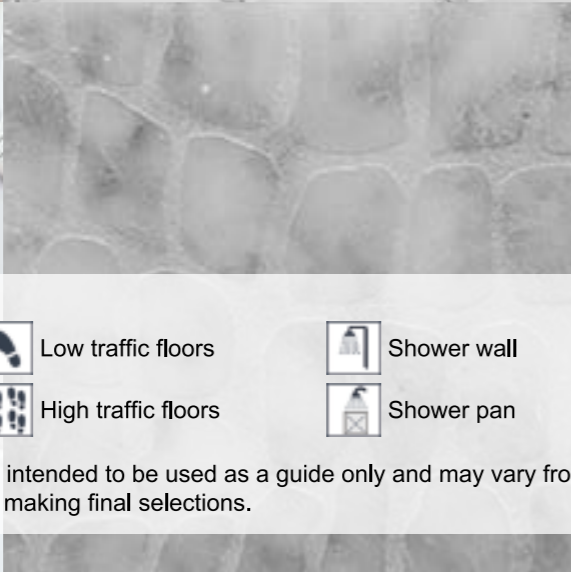 Low traffic floors
Shower wall
High traffic floors
Shower pan
intended to be used as a guide only and may vary fro
making final selections.